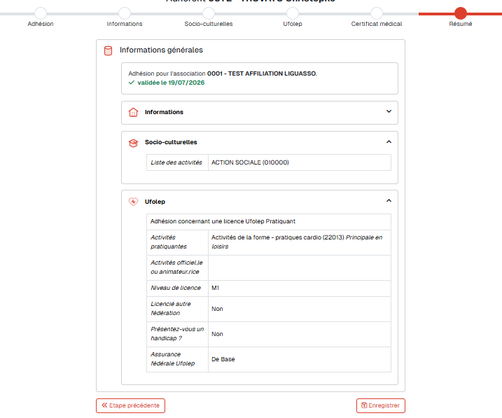 Adhésion
Informations
Socio-culturelles
Ufolep
Certificat médical
Résumé
Informations générales
Adhésion pour l'association 0001 - TEST AFFILIATION LIGUASSO.
validée le 19/07/2026
Informations
Socio-culturelles
Liste des activités ACTION SOCIALE (010000)
Ufolep
Adhésion concernant une licence Ufolep Pratiquant
Activités pratiquantes
Activités de la forme - pratiques cardio (22013) Principale en
loisirs
Activités officiel.le
ou animateur.rice
Niveau de licence M1
Licencié autre
fédération
Non
Présentez-vous un
handicap ?
Non
Assurance
fédérale Ufolep
De Base
Etape précédente
Enregistrer